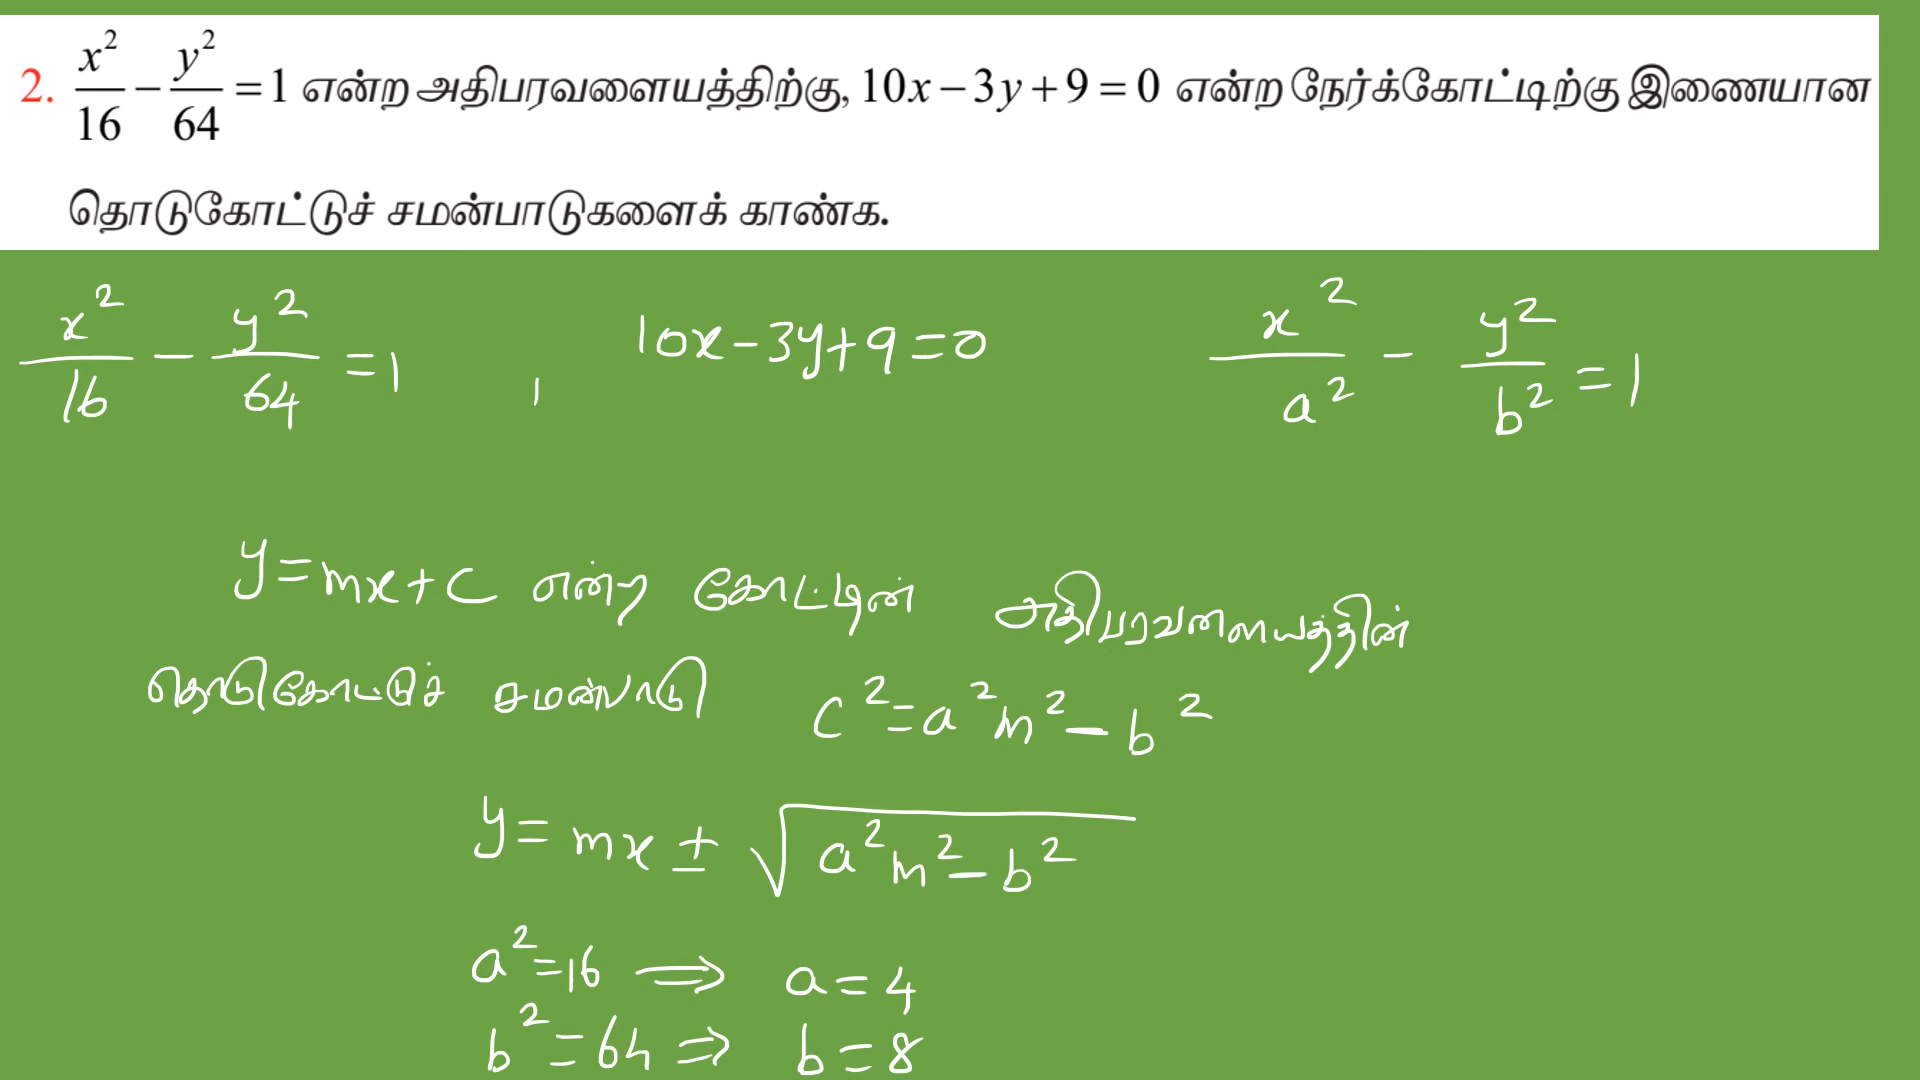 2. x²/16 − y²/64 = 1 என்ற அதிபரவளையத்திற்கு, 10x − 3y + 9 = 0 என்ற நேர்க்கோட்டிற்கு இணையான
தொடுகோட்டுச் சமன்பாடுகளைக் காண்க.
x²/16 − y²/64 = 1 , 10x − 3y + 9 = 0 x²/a² − y²/b² = 1
y = mx + c என்ற கோட்டின் அதிபரவளையத்தின்
தொடுகோட்டுச் சமன்பாடு c² = a²m² − b²
y = mx ± √(a²m² − b²)
a² = 16 ⇒ a = 4
b² = 64 ⇒ b = 8